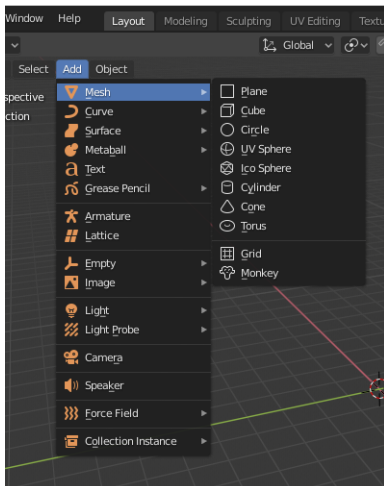 Window Help Layout Modeling Sculpting UV Editing
Global
Select Add Object
Mesh
Curve
Surface
Metaball
Text
Grease Pencil
Armature
Lattice
Empty
Image
Light
Light Probe
Camera
Speaker
Force Field
Collection Instance
Plane
Cube
Circle
UV Sphere
Ico Sphere
Cylinder
Cone
Torus
Grid
Monkey